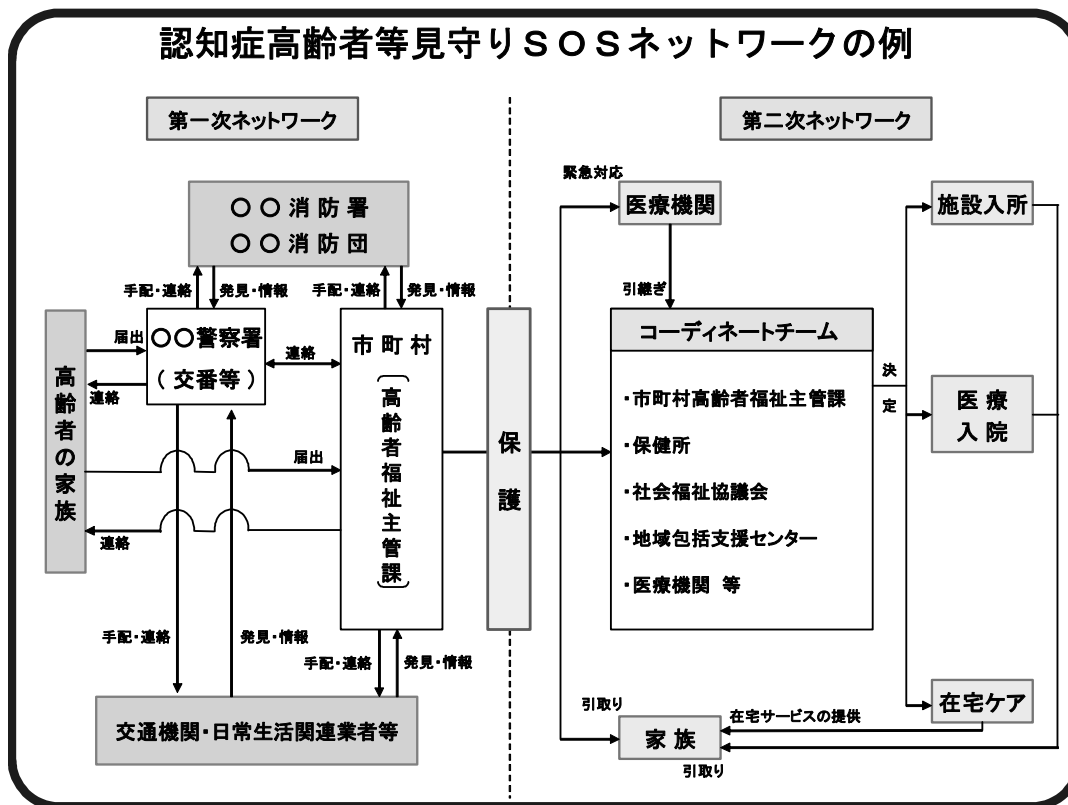 認知症高齢者等見守りＳＯＳネットワークの例
第一次ネットワーク
第二次ネットワーク
〇〇消防署
〇〇消防団
手配・連絡
発見・情報
手配・連絡
発見・情報
高齢者の家族
届出
連絡
〇〇警察署
（交番等）
連絡
市町村
（高齢者福祉主管課）
届出
連絡
手配・連絡
発見・情報
手配・連絡
発見・情報
交通機関・日常生活関連業者等
保護
緊急対応
医療機関
引継ぎ
コーディネートチーム
・市町村高齢者福祉主管課
・保健所
・社会福祉協議会
・地域包括支援センター
・医療機関 等
決定
施設入所
医療
入院
在宅ケア
在宅サービスの提供
引取り
家族
引取り